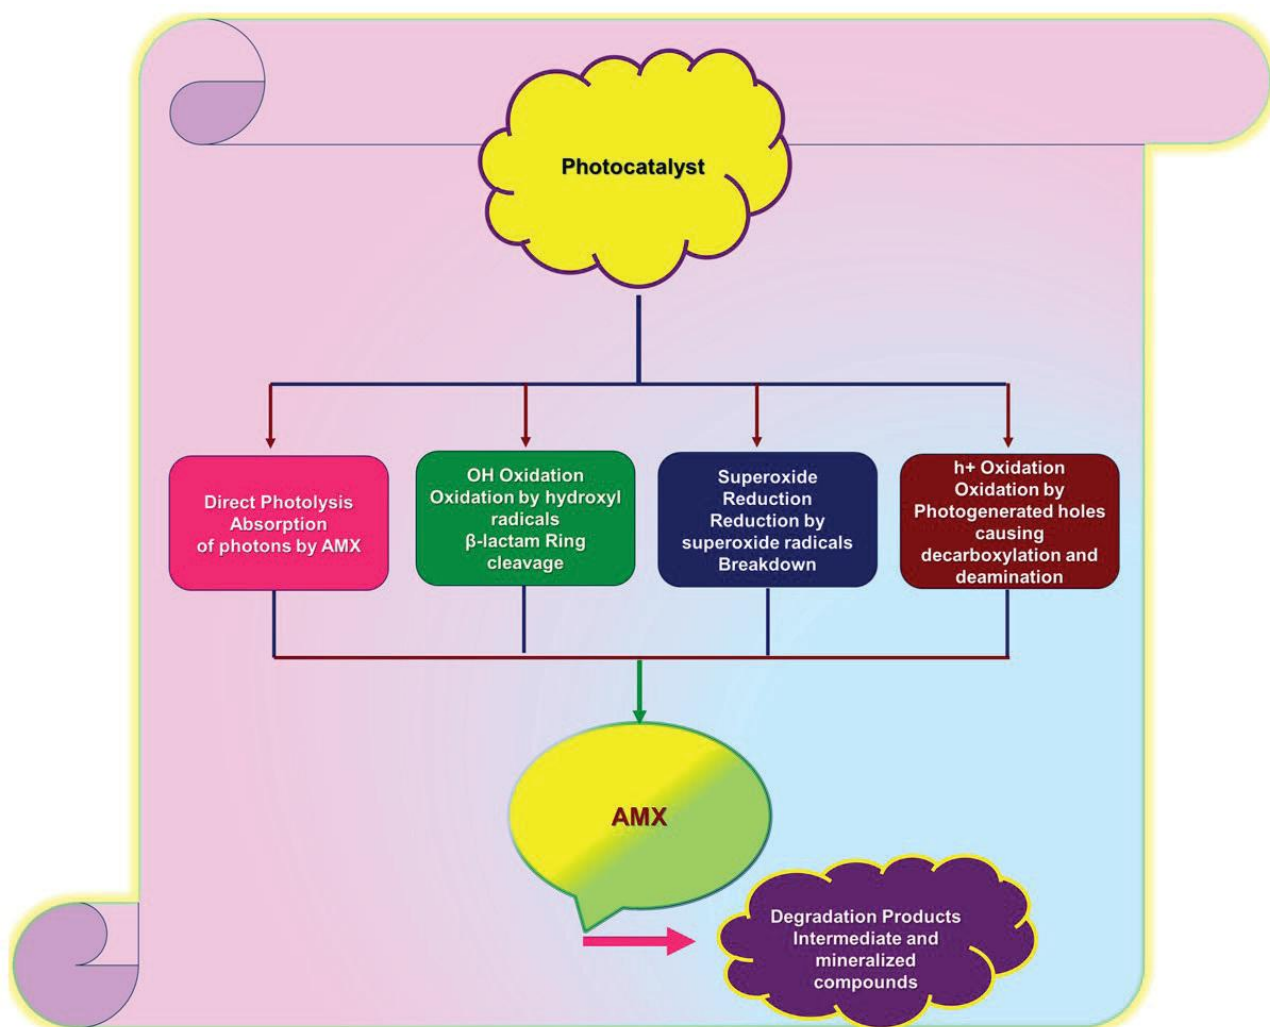 Photocatalyst
Direct Photolysis
Absorption
of photons by AMX
OH Oxidation
Oxidation by hydroxyl
radicals
β-lactam Ring
cleavage
Superoxide
Reduction
Reduction by
superoxide radicals
Breakdown
h+ Oxidation
Oxidation by
Photogenerated holes
causing
decarboxylation and
deamination
AMX
Degradation Products
Intermediate and
mineralized
compounds